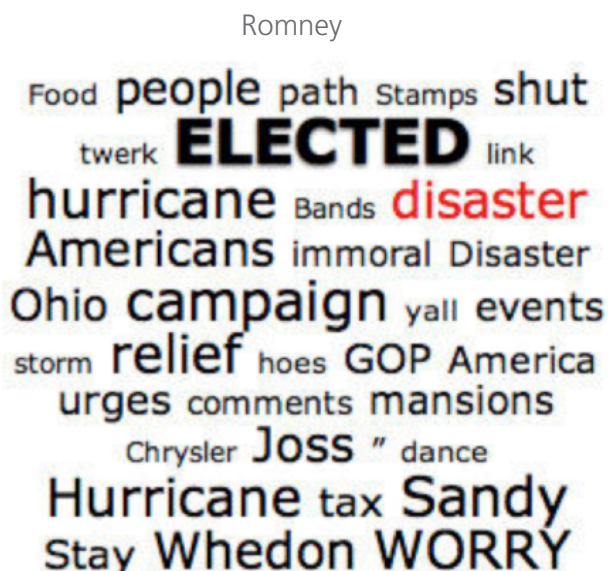 Romney
Food people path Stamps shut
twerk ELECTED link
hurricane Bands disaster
Americans immoral Disaster
Ohio campaign yall events
storm relief hoes GOP America
urges comments mansions
Chrysler Joss " dance
Hurricane tax Sandy
Stay Whedon WORRY